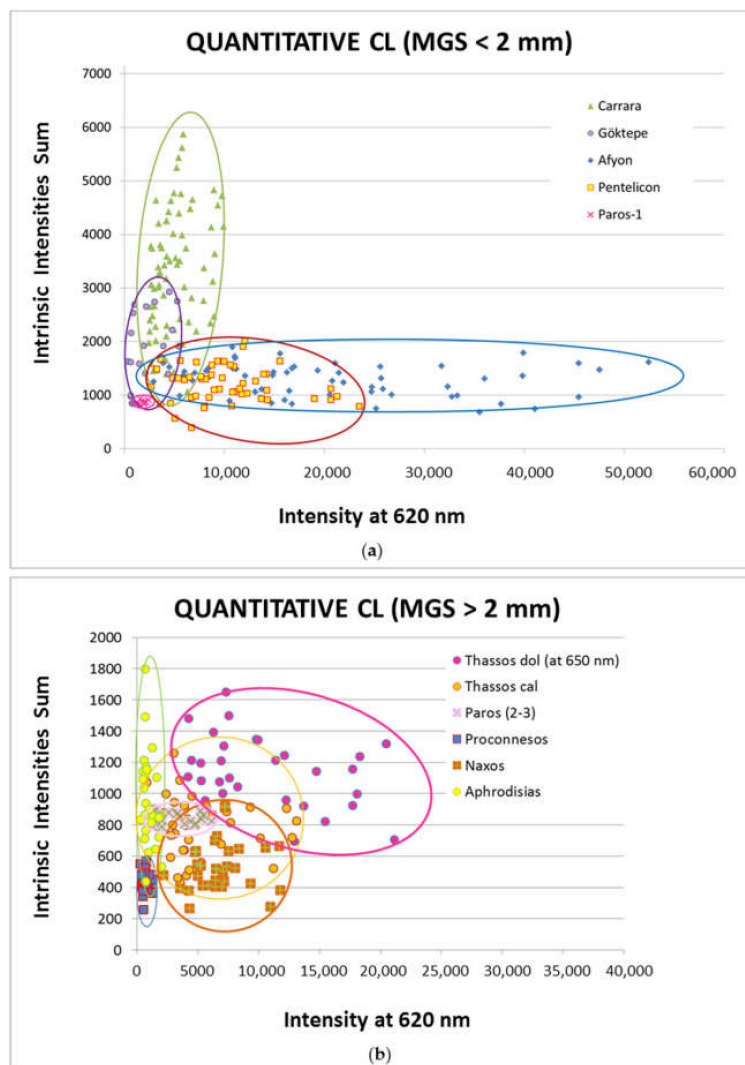 QUANTITATIVE CL (MGS < 2 mm)
7000
6000
5000
4000
3000
2000
1000
0
Intrinsic Intensities Sum
Carrara
Göktepe
Afyon
Pentelicon
Paros-1
0 10,000 20,000 30,000 40,000 50,000 60,000
Intensity at 620 nm
(a)
QUANTITATIVE CL (MGS > 2 mm)
2000
1800
1600
1400
1200
1000
800
600
400
200
0
Intrinsic Intensities Sum
Thassos dol (at 650 nm)
Thassos cal
Paros (2-3)
Proconnesos
Naxos
Aphrodisias
0 5000 10,000 15,000 20,000 25,000 30,000 35,000 40,000
Intensity at 620 nm
(b)